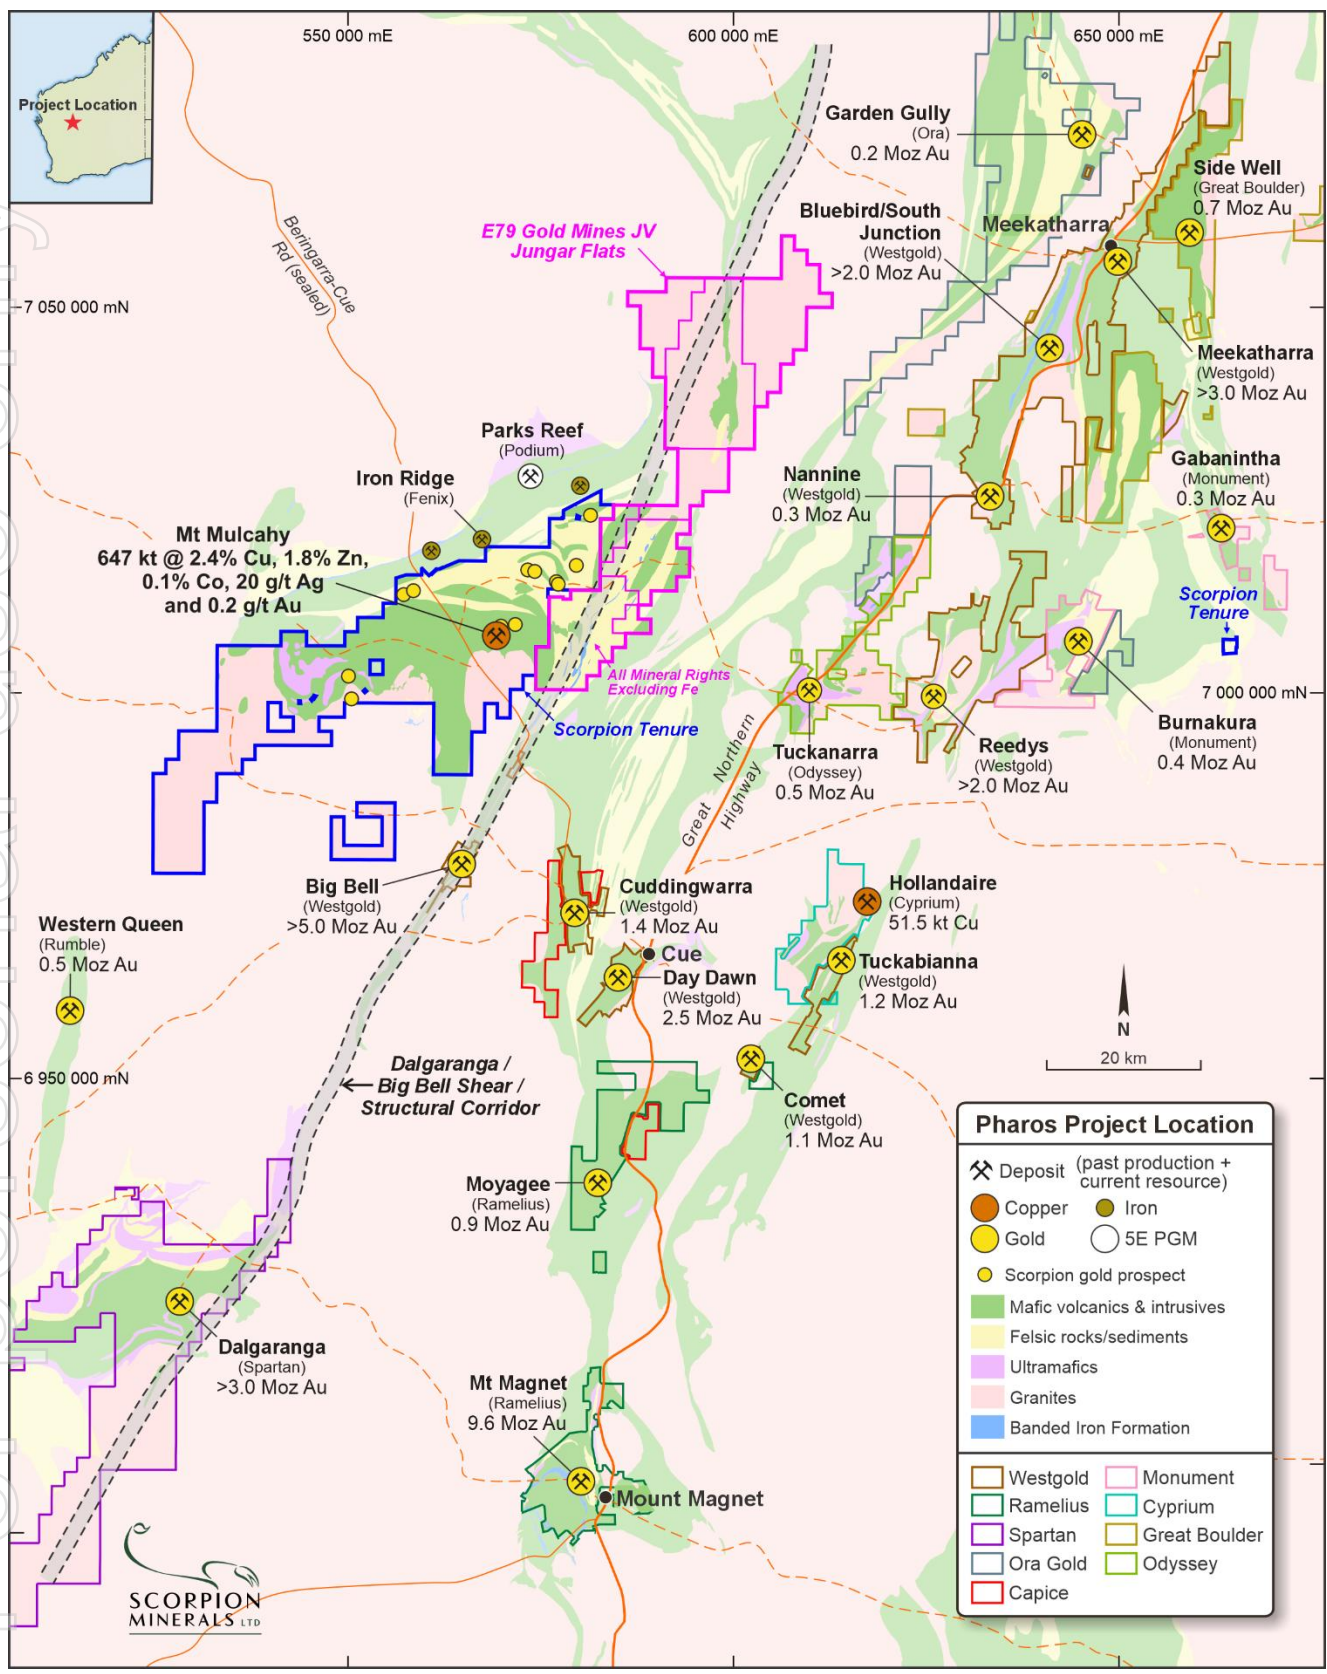 550 000 mE
600 000 mE
650 000 mE
Project Location
Garden Gully
(Ora)
0.2 Moz Au
Side Well
(Great Boulder)
0.7 Moz Au
Bluebird/South
Junction
(Westgold)
>2.0 Moz Au
Meekatharra
E79 Gold Mines JV
Jungar Flats
Beringarra-Cue
Rd (sealed)
7 050 000 mN
Meekatharra
(Westgold)
>3.0 Moz Au
Parks Reef
(Podium)
Iron Ridge
(Fenix)
Nannine
(Westgold)
0.3 Moz Au
Gabanintha
(Monument)
0.3 Moz Au
Mt Mulcahy
647 kt @ 2.4% Cu, 1.8% Zn,
0.1% Co, 20 g/t Ag
and 0.2 g/t Au
Scorpion
Tenure
All Mineral Rights
Excluding Fe
7 000 000 mN
Scorpion Tenure
Burnakura
(Monument)
0.4 Moz Au
Great Northern
Highway
Tuckanarra
(Odyssey)
0.5 Moz Au
Reedys
(Westgold)
>2.0 Moz Au
Big Bell
(Westgold)
>5.0 Moz Au
Cuddingwarra
(Westgold)
1.4 Moz Au
Hollandaire
(Cyprium)
51.5 kt Cu
Western Queen
(Rumble)
0.5 Moz Au
Cue
Day Dawn
(Westgold)
2.5 Moz Au
Tuckabianna
(Westgold)
1.2 Moz Au
N
20 km
6 950 000 mN
Dalgaranga /
Big Bell Shear /
Structural Corridor
Comet
(Westgold)
1.1 Moz Au
Moyagee
(Ramelius)
0.9 Moz Au
Dalgaranga
(Spartan)
>3.0 Moz Au
Mt Magnet
(Ramelius)
9.6 Moz Au
Mount Magnet
Pharos Project Location
Deposit (past production +
current resource)
Copper
Iron
Gold
5E PGM
Scorpion gold prospect
Mafic volcanics & intrusives
Felsic rocks/sediments
Ultramafics
Granites
Banded Iron Formation
Westgold
Monument
Ramelius
Cyprium
Spartan
Great Boulder
Ora Gold
Odyssey
Capice
SCORPION
MINERALS LTD